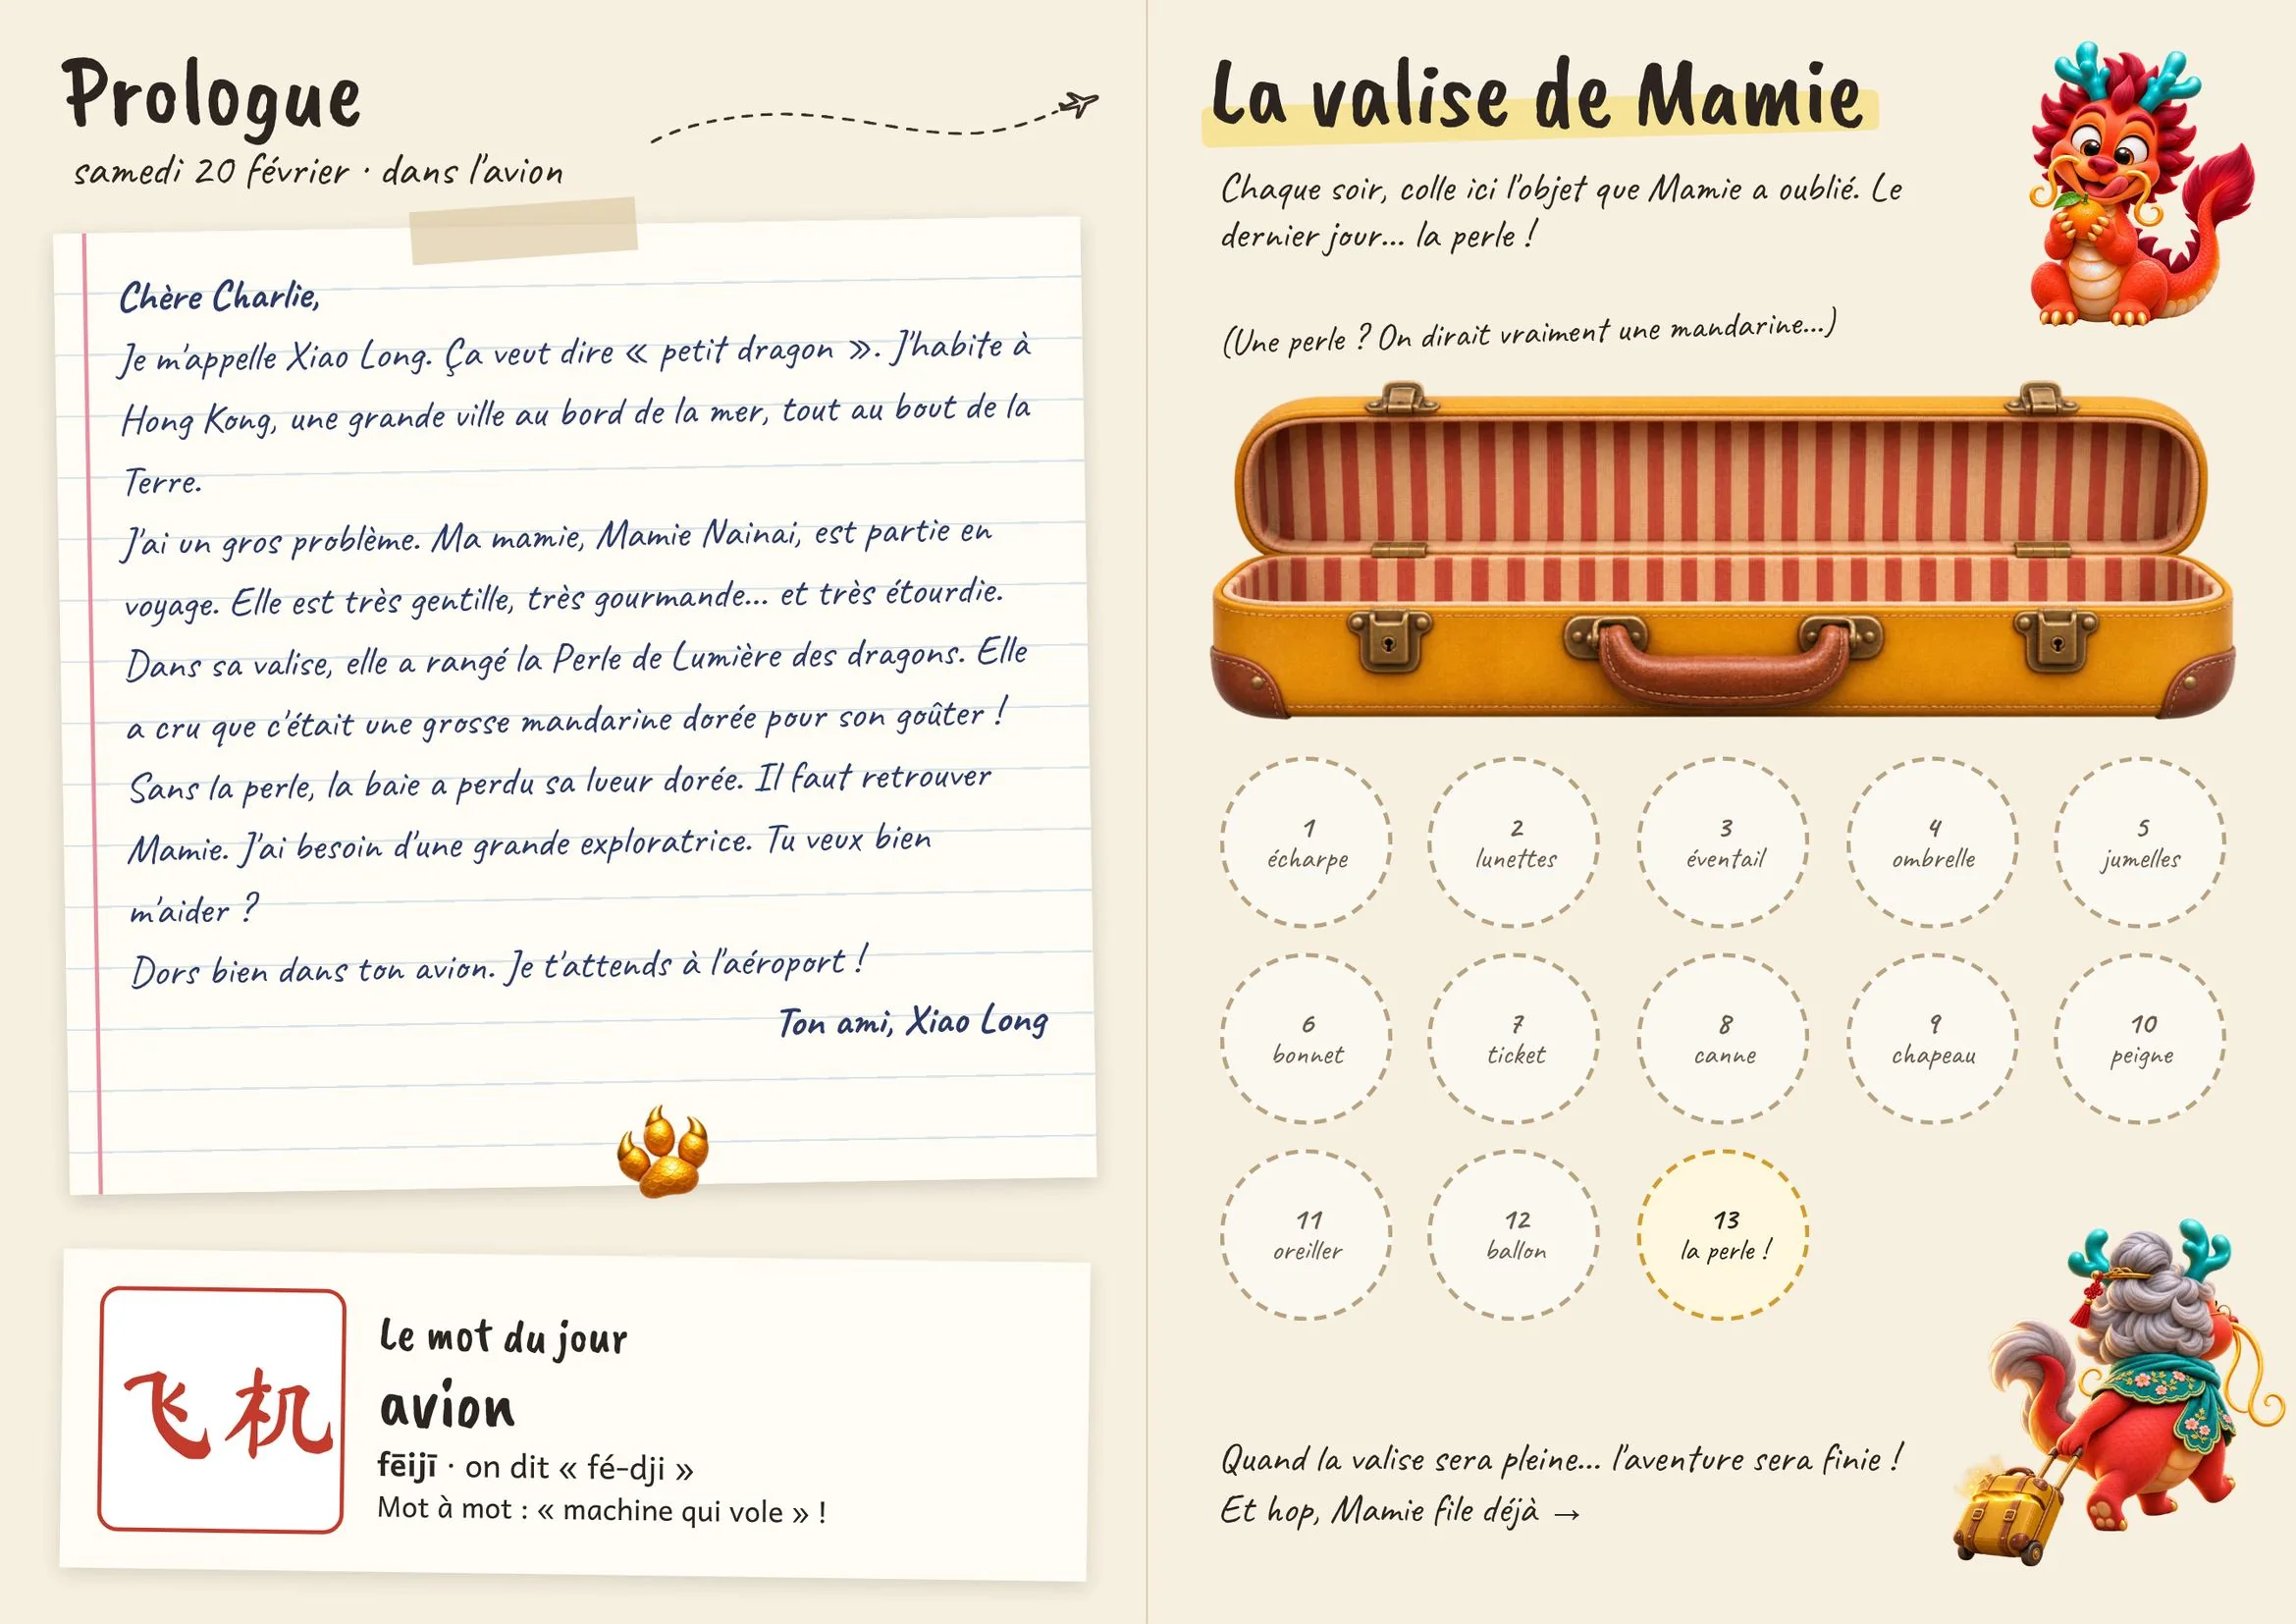 Prologue
samedi 20 février · dans l'avion
Chère Charlie,
Je m'appelle Xiao Long. Ça veut dire « petit dragon ». J'habite à
Hong Kong, une grande ville au bord de la mer, tout au bout de la
Terre.
J'ai un gros problème. Ma mamie, Mamie Nainai, est partie en
voyage. Elle est très gentille, très gourmande... et très étourdie.
Dans sa valise, elle a rangé la Perle de Lumière des dragons. Elle
a cru que c'était une grosse mandarine dorée pour son goûter !
Sans la perle, la baie a perdu sa lueur dorée. Il faut retrouver
Mamie. J'ai besoin d'une grande exploratrice. Tu veux bien
m'aider ?
Dors bien dans ton avion. Je t'attends à l'aéroport !
Ton ami, Xiao Long
飞机
Le mot du jour
avion
fēijī · on dit « fé-dji »
Mot à mot : « machine qui vole » !
La valise de Mamie
Chaque soir, colle ici l'objet que Mamie a oublié. Le
dernier jour... la perle !
(Une perle ? On dirait vraiment une mandarine...)
1
écharpe
2
lunettes
3
éventail
4
ombrelle
5
jumelles
6
bonnet
7
ticket
8
canne
9
chapeau
10
peigne
11
oreiller
12
ballon
13
la perle !
Quand la valise sera pleine... l'aventure sera finie !
Et hop, Mamie file déjà →